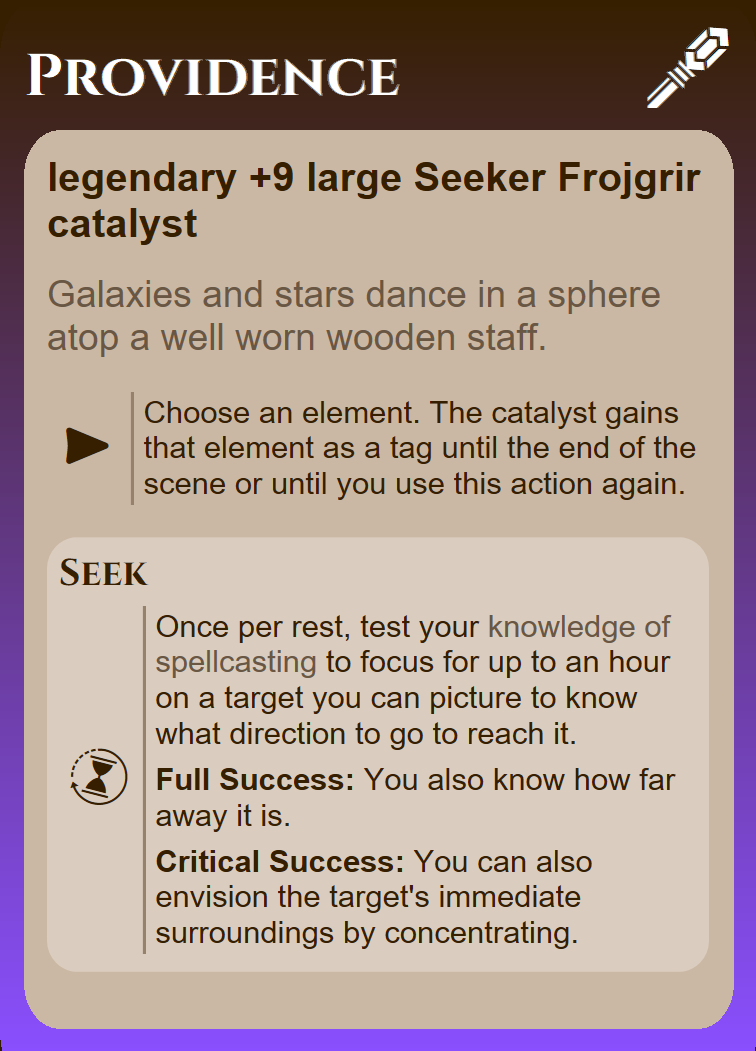 PROVIDENCE
legendary +9 large Seeker Frojgrir
catalyst
Galaxies and stars dance in a sphere
atop a well worn wooden staff.
Choose an element. The catalyst gains
that element as a tag until the end of the
scene or until you use this action again.
SEEK
Once per rest, test your knowledge of
spellcasting to focus for up to an hour
on a target you can picture to know
what direction to go to reach it.
Full Success: You also know how far
away it is.
Critical Success: You can also
envision the target's immediate
surroundings by concentrating.